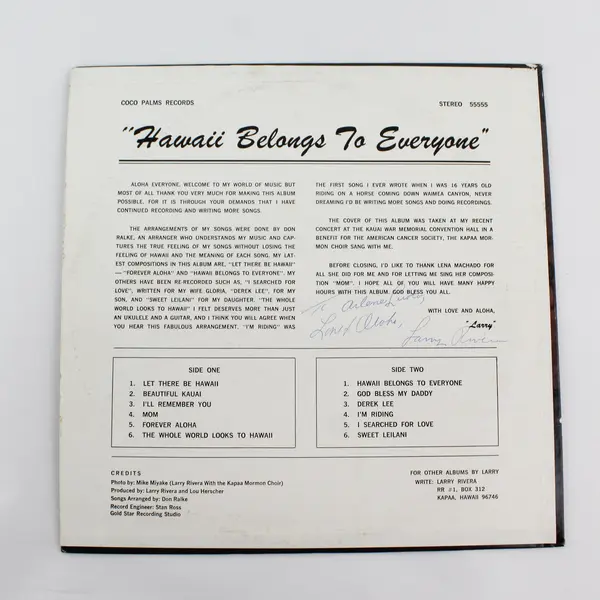 COCO PALMS RECORDS
STEREO 55555
"Hawaii Belongs To Everyone"
ALOHA EVERYONE. WELCOME TO MY WORLD OF MUSIC BUT
MOST OF ALL THANK YOU VERY MUCH FOR MAKING THIS ALBUM
POSSIBLE, FOR IT IS THROUGH YOUR DEMANDS THAT I HAVE
CONTINUED RECORDING AND WRITING MORE SONGS.
THE ARRANGEMENTS OF MY SONGS WERE DONE BY DON
RALKE, AN ARRANGER WHO UNDERSTANDS MY MUSIC AND CAP-
TURES THE TRUE FEELING OF MY SONGS WITHOUT LOSING THE
FEELING OF HAWAII AND THE MEANING OF EACH SONG. MY LAT-
EST COMPOSITIONS IN THIS ALBUM ARE, "LET THERE BE HAWAII"
— "FOREVER ALOHA" AND "HAWAII BELONGS TO EVERYONE". MY
OTHERS HAVE BEEN RE-RECORDED SUCH AS, "I SEARCHED FOR
LOVE", WRITTEN FOR MY WIFE GLORIA, "DEREK LEE", FOR MY
SON, AND "SWEET LEILANI" FOR MY DAUGHTER. "THE WHOLE
WORLD LOOKS TO HAWAII" I FELT DESERVES MORE THAN JUST
AN UKULELE AND A GUITAR, AND I THINK YOU WILL AGREE WHEN
YOU HEAR THIS FABULOUS ARRANGEMENT. "I'M RIDING" WAS
THE FIRST SONG I EVER WROTE WHEN I WAS 16 YEARS OLD
RIDING ON A HORSE COMING DOWN WAIMEA CANYON, NEVER
DREAMING I'D BE WRITING MORE SONGS AND DOING RECORDINGS.
THE COVER OF THIS ALBUM WAS TAKEN AT MY RECENT
CONCERT AT THE KAUAI WAR MEMORIAL CONVENTION HALL IN A
BENEFIT FOR THE AMERICAN CANCER SOCIETY, THE KAPAA MOR-
MON CHOIR SANG WITH ME.
BEFORE CLOSING, I'D LIKE TO THANK LENA MACHADO FOR
ALL SHE DID FOR ME AND FOR LETTING ME SING HER COMPOSI-
TION "MOM". I HOPE ALL OF YOU WILL HAVE MANY HAPPY
HOURS WITH THIS ALBUM. GOD BLESS YOU ALL.
To Arlene
WITH LOVE AND ALOHA,
"Larry"
Love & Aloha,
Larry Rivera
SIDE ONE
1. LET THERE BE HAWAII
2. BEAUTIFUL KAUAI
3. I'LL REMEMBER YOU
4. MOM
5. FOREVER ALOHA
6. THE WHOLE WORLD LOOKS TO HAWAII
SIDE TWO
1. HAWAII BELONGS TO EVERYONE
2. GOD BLESS MY DADDY
3. DEREK LEE
4. I'M RIDING
5. I SEARCHED FOR LOVE
6. SWEET LEILANI
CREDITS
Photo by: Mike Miyake (Larry Rivera With the Kapaa Mormon Choir)
Produced by: Larry Rivera and Lou Herscher
Songs Arranged by: Don Ralke
Record Engineer: Stan Ross
Gold Star Recording Studio
FOR OTHER ALBUMS BY LARRY
WRITE: LARRY RIVERA
RR #1, BOX 312
KAPAA, HAWAII 96746